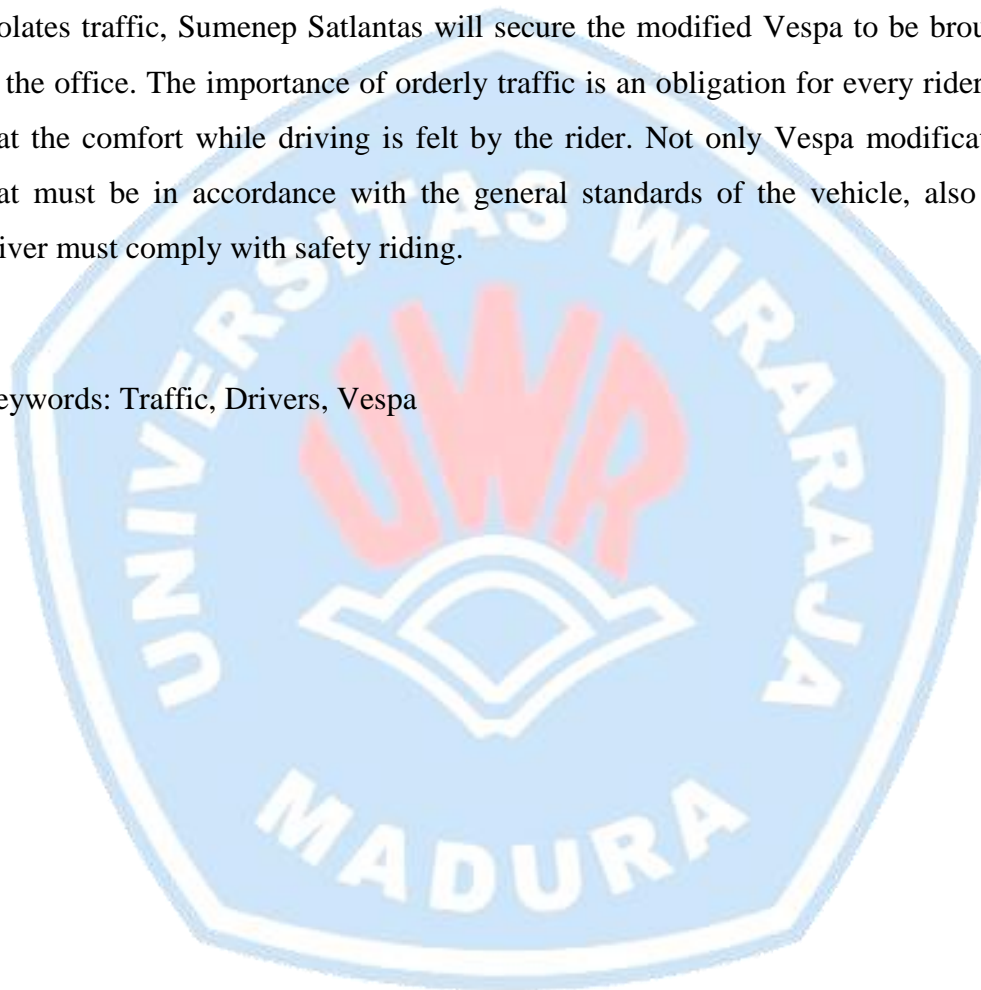 olates traffic, Sumenep Satlantas will secure the modified Vespa to be brou
the office. The importance of orderly traffic is an obligation for every rider
at the comfort while driving is felt by the rider. Not only Vespa modificat
at must be in accordance with the general standards of the vehicle, also
iver must comply with safety riding.
eywords: Traffic, Drivers, Vespa
UNIVERSITAS WIRARAJA
UWR
MADURA